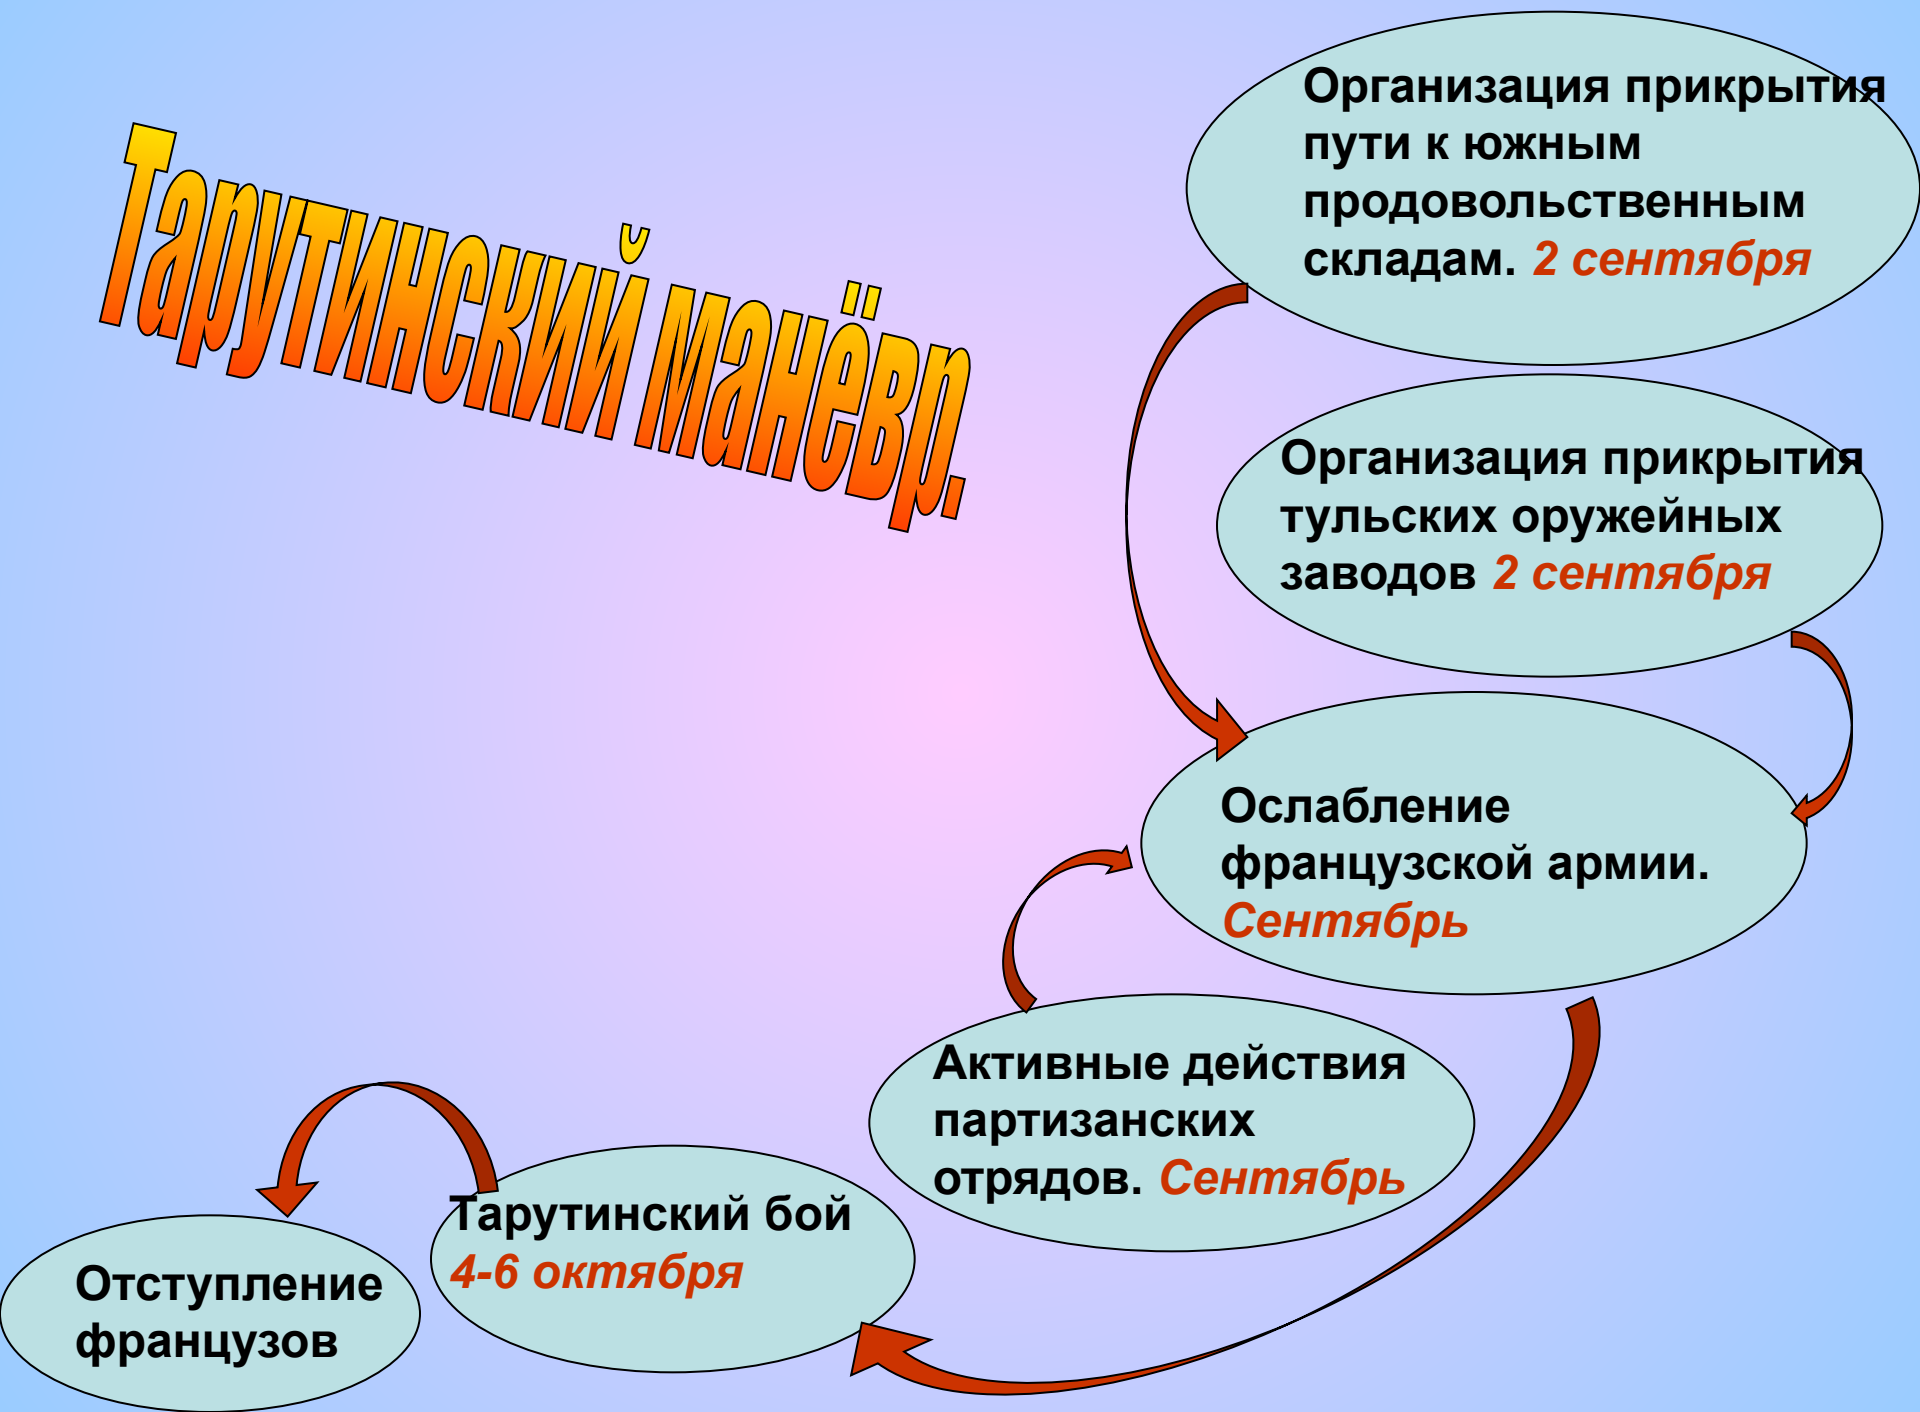 Тарутинский манёвр.
Организация прикрытия
пути к южным
продовольственным
складам. 2 сентября
Организация прикрытия
тульских оружейных
заводов 2 сентября
Ослабление
французской армии.
Сентябрь
Активные действия
партизанских
отрядов. Сентябрь
Тарутинский бой
4-6 октября
Отступление
французов